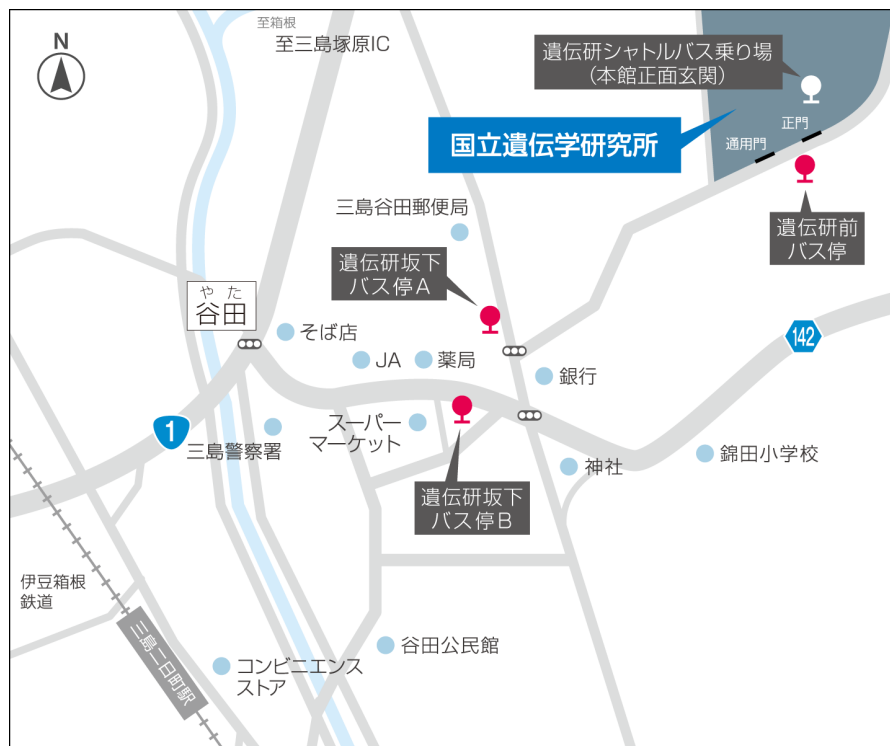 N
至箱根
至三島塚原IC
遺伝研シャトルバス乗り場
（本館正面玄関）
国立遺伝学研究所
正門
通用門
三島谷田郵便局
遺伝研前
バス停
遺伝研坂下
バス停A
やた
谷田
そば店
JA
薬局
142
銀行
1
三島警察署
スーパー
マーケット
神社
錦田小学校
遺伝研坂下
バス停B
伊豆箱根
鉄道
三島二日町駅
谷田公民館
コンビニエンス
ストア